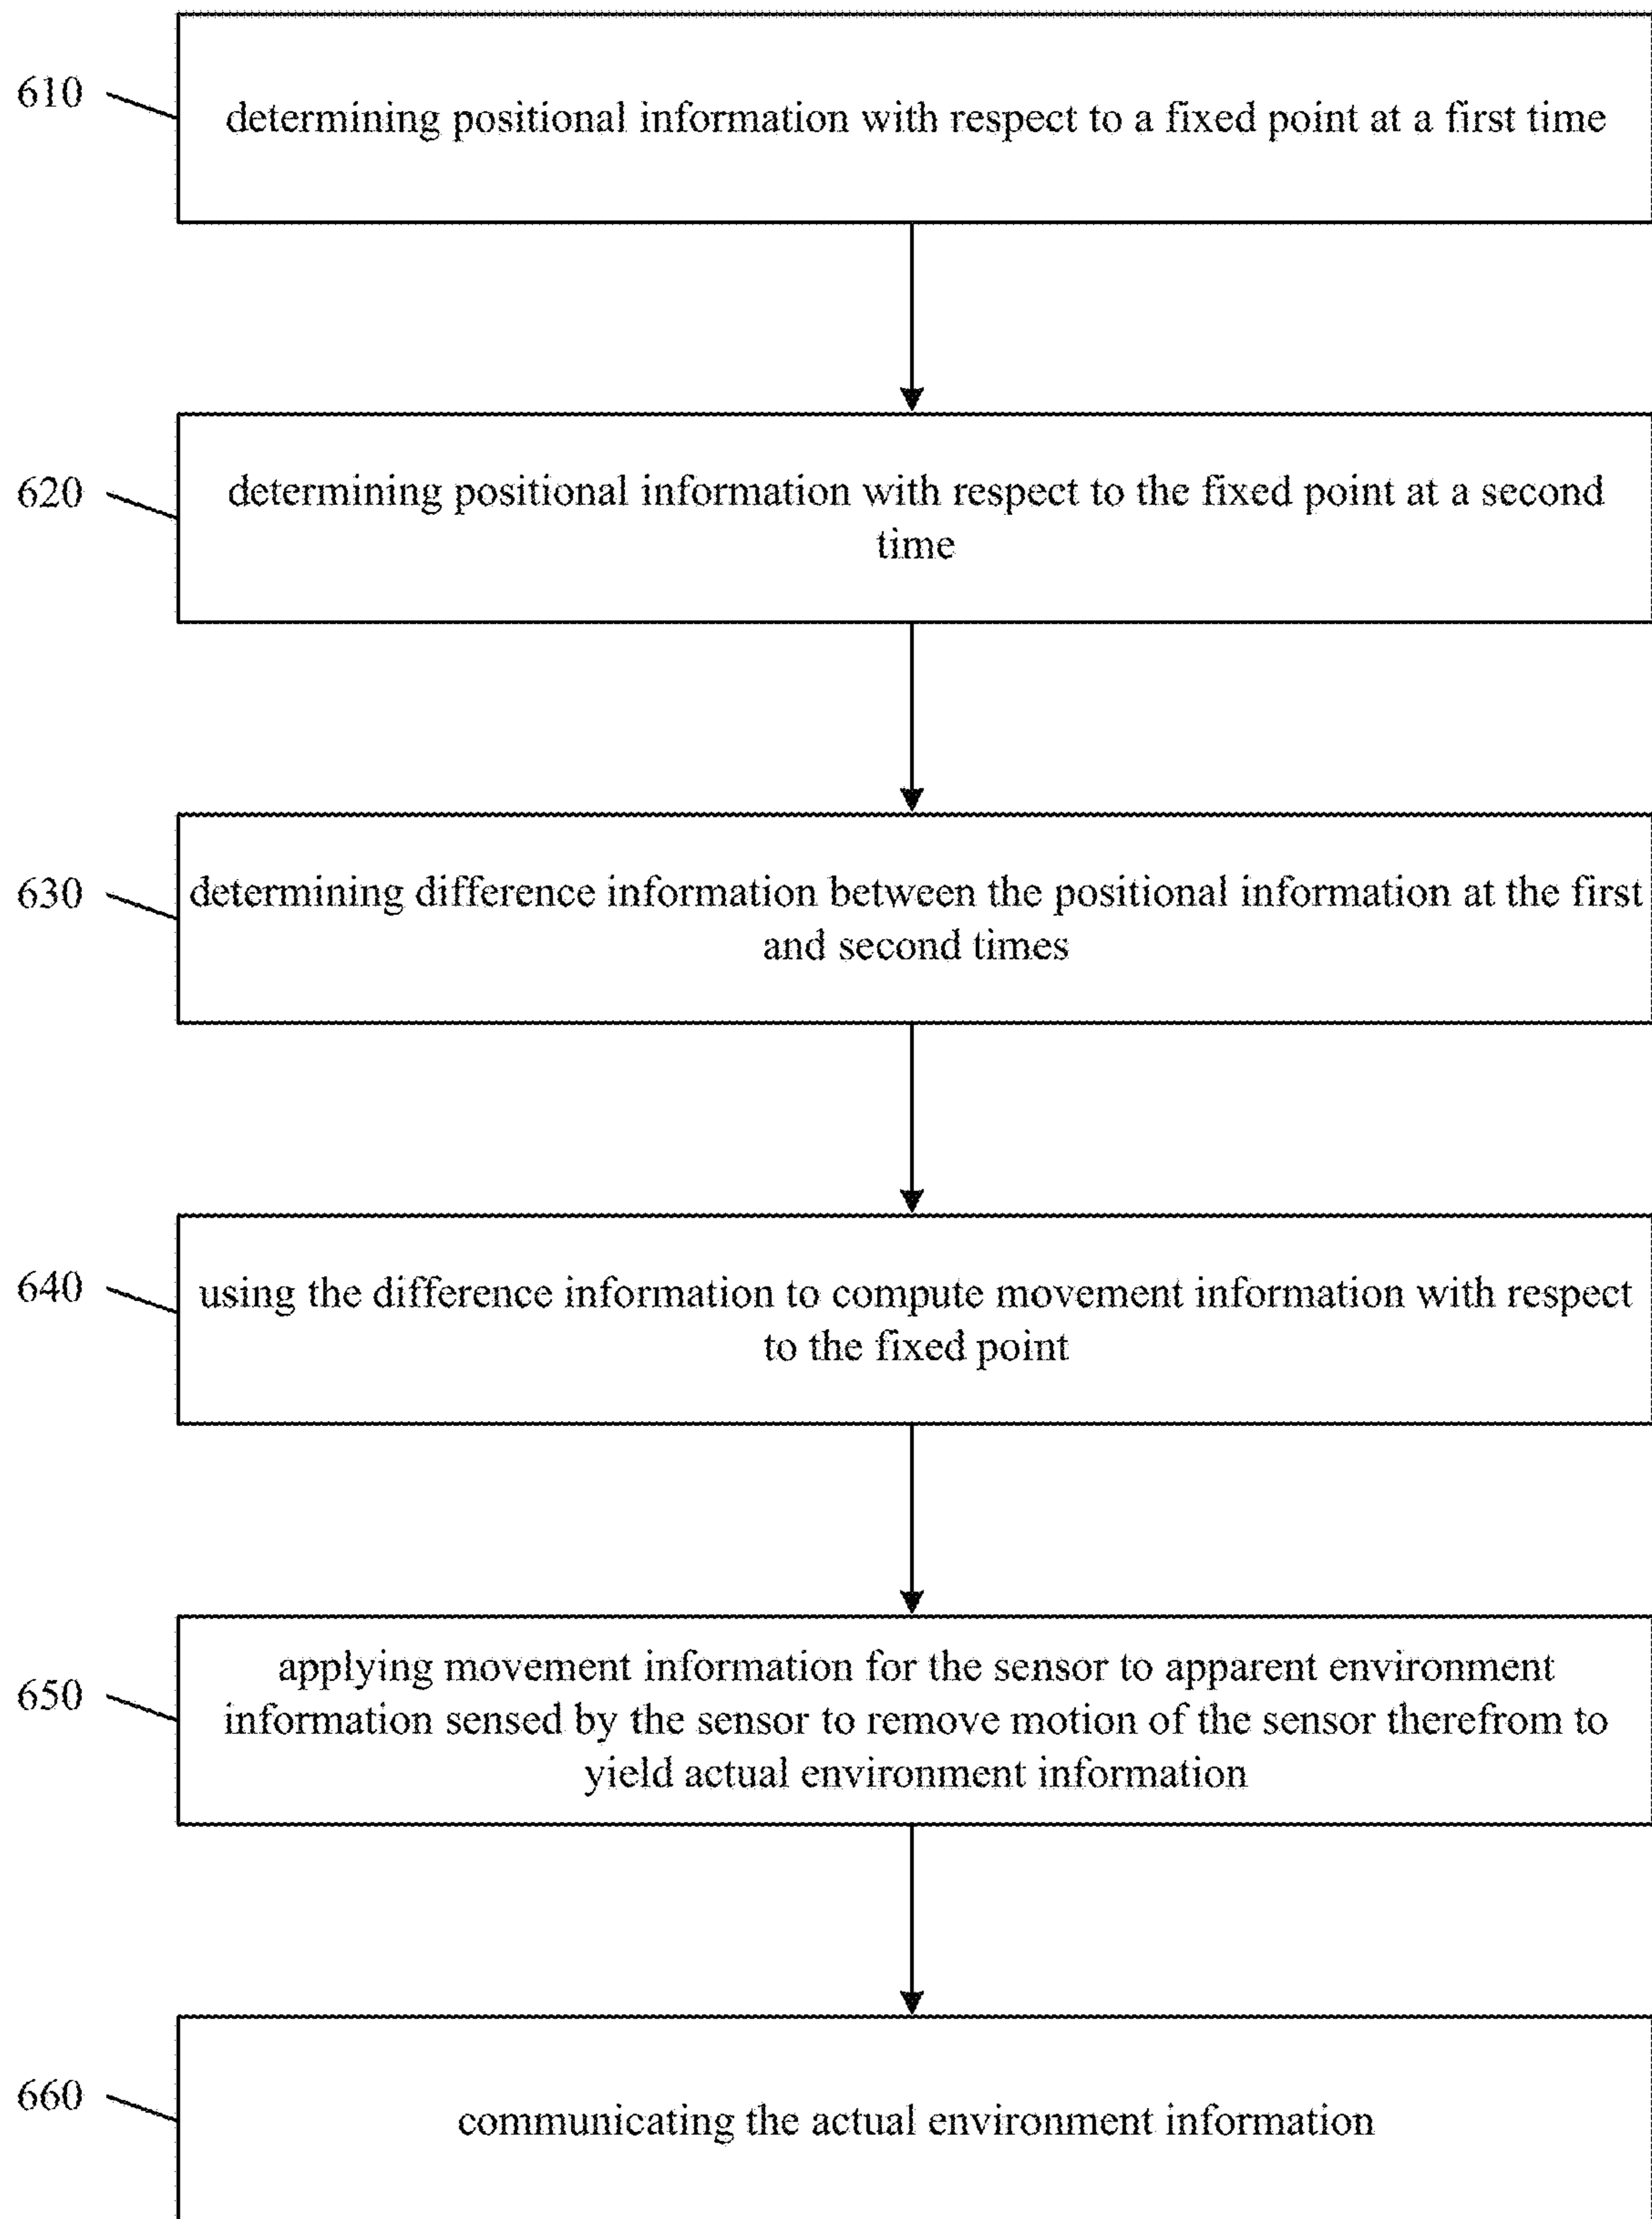 610
determining positional information with respect to a fixed point at a first time
620
determining positional information with respect to the fixed point at a second
time
630
determining difference information between the positional information at the first
and second times
640
using the difference information to compute movement information with respect
to the fixed point
650
applying movement information for the sensor to apparent environment
information sensed by the sensor to remove motion of the sensor therefrom to
yield actual environment information
660
communicating the actual environment information